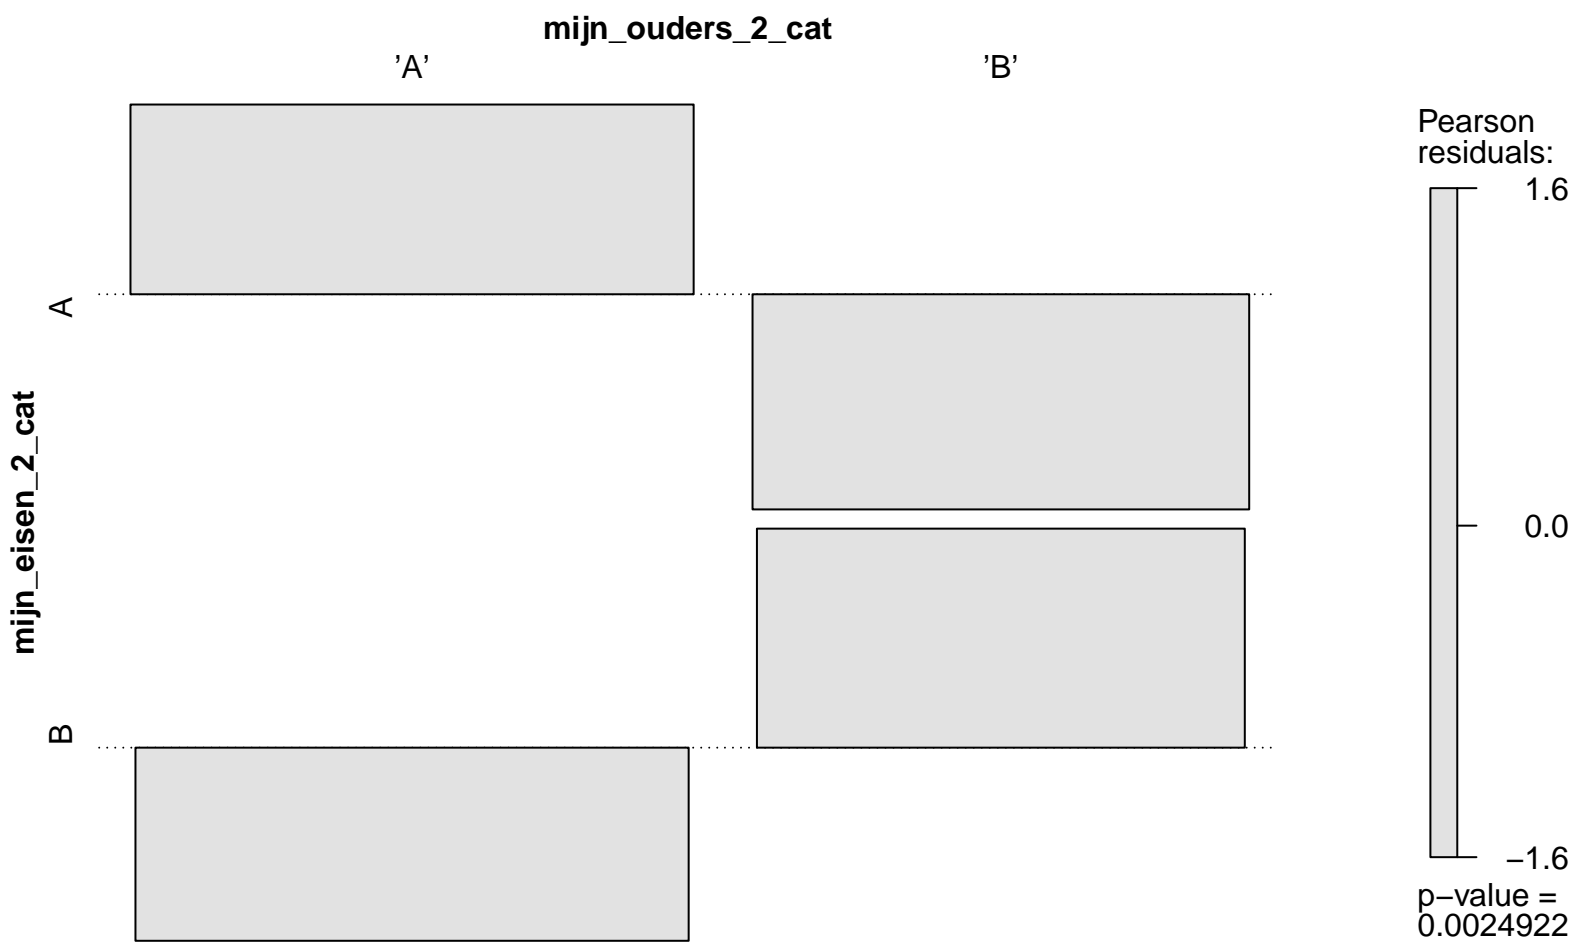 mijn_ouders_2_cat
’A’ ’B’
mijn_eisen_2_cat
A
B
Pearson
residuals:
1.6
0.0
−1.6
p−value =
0.0024922